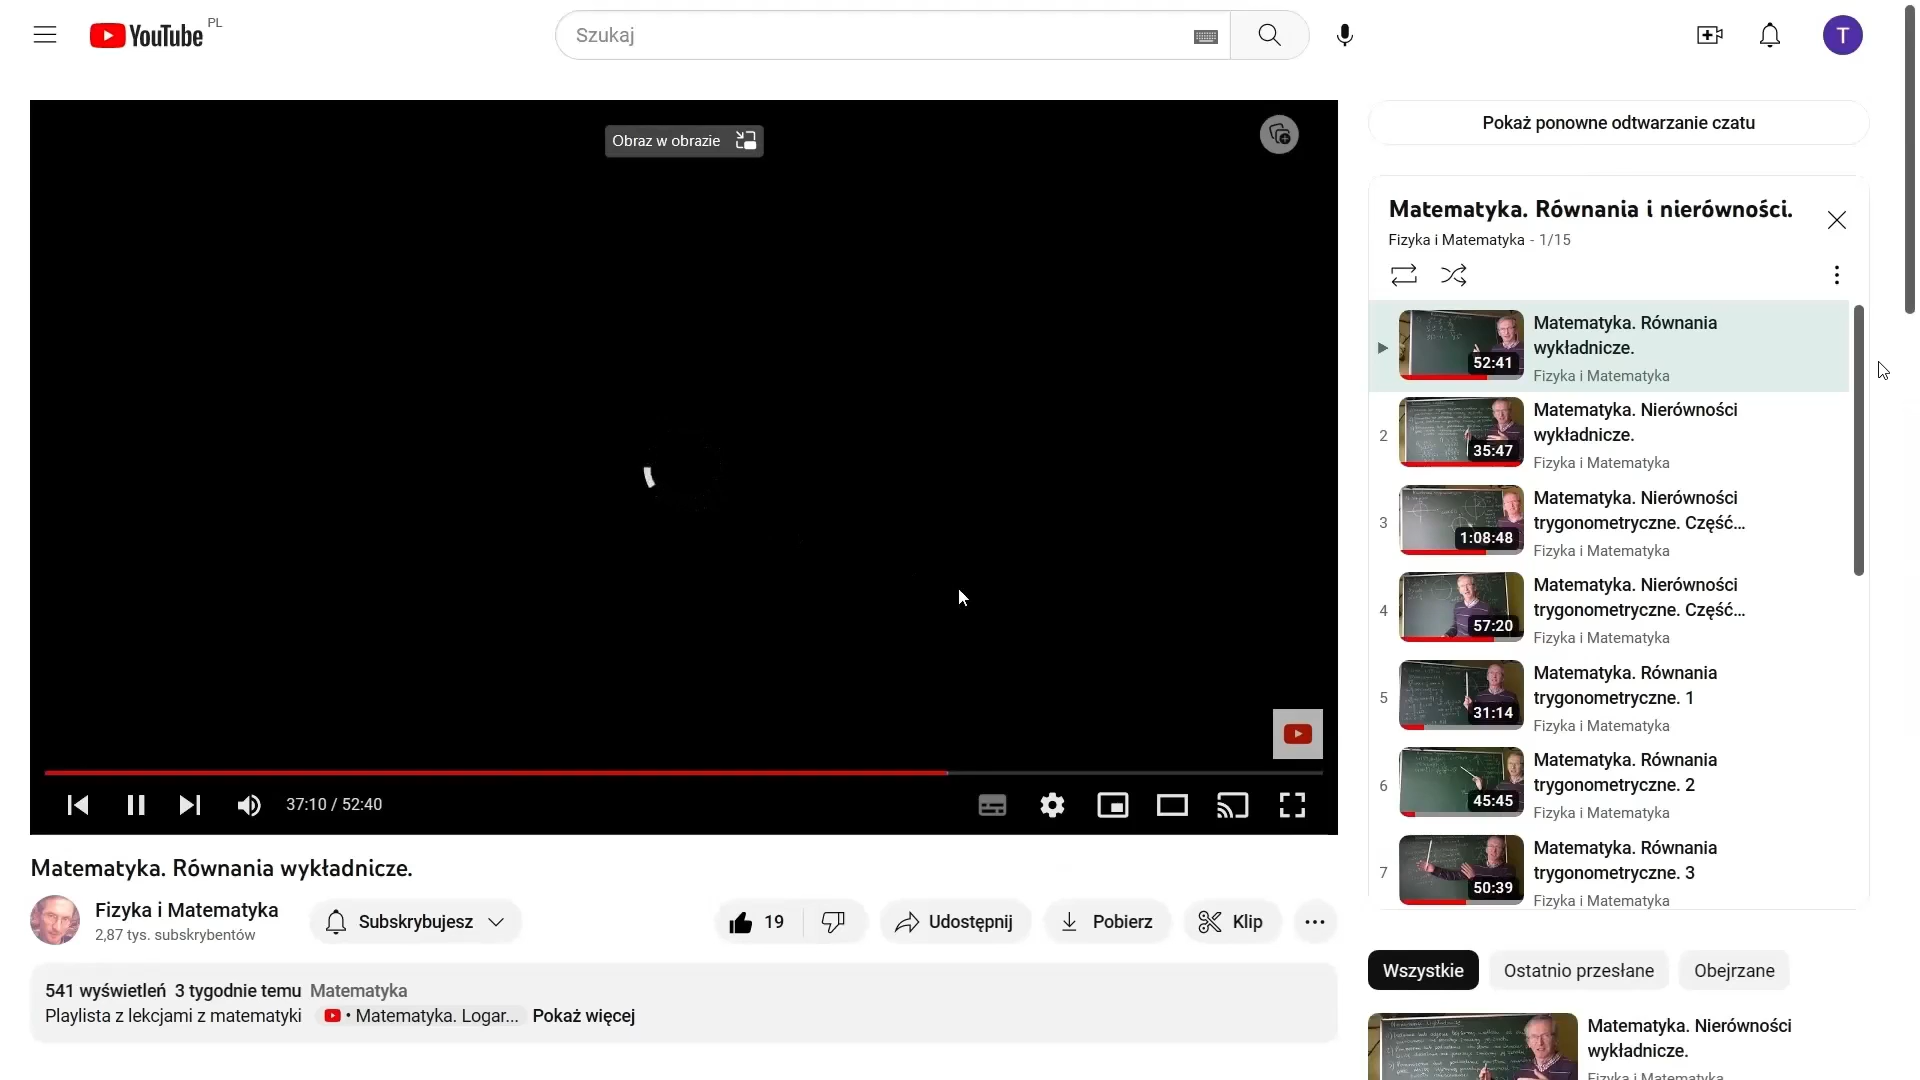 YouTube PL
Szukaj
T
Obraz w obrazie
37:10 / 52:40
Matematyka. Równania wykładnicze.
Fizyka i Matematyka
2,87 tys. subskrybentów
Subskrybujesz
19
Udostępnij
Pobierz
Klip
541 wyświetleń 3 tygodnie temu Matematyka
Playlista z lekcjami z matematyki • Matematyka. Logar... Pokaż więcej
Pokaż ponowne odtwarzanie czatu
Matematyka. Równania i nierówności.
Fizyka i Matematyka - 1/15
52:41
Matematyka. Równania
wykładnicze.
Fizyka i Matematyka
2
35:47
Matematyka. Nierówności
wykładnicze.
Fizyka i Matematyka
3
1:08:48
Matematyka. Nierówności
trygonometryczne. Część...
Fizyka i Matematyka
4
57:20
Matematyka. Nierówności
trygonometryczne. Część...
Fizyka i Matematyka
5
31:14
Matematyka. Równania
trygonometryczne. 1
Fizyka i Matematyka
6
45:45
Matematyka. Równania
trygonometryczne. 2
Fizyka i Matematyka
7
50:39
Matematyka. Równania
trygonometryczne. 3
Fizyka i Matematyka
Wszystkie
Ostatnio przesłane
Obejrzane
Matematyka. Nierówności
wykładnicze.
Fizyka i Matematyka